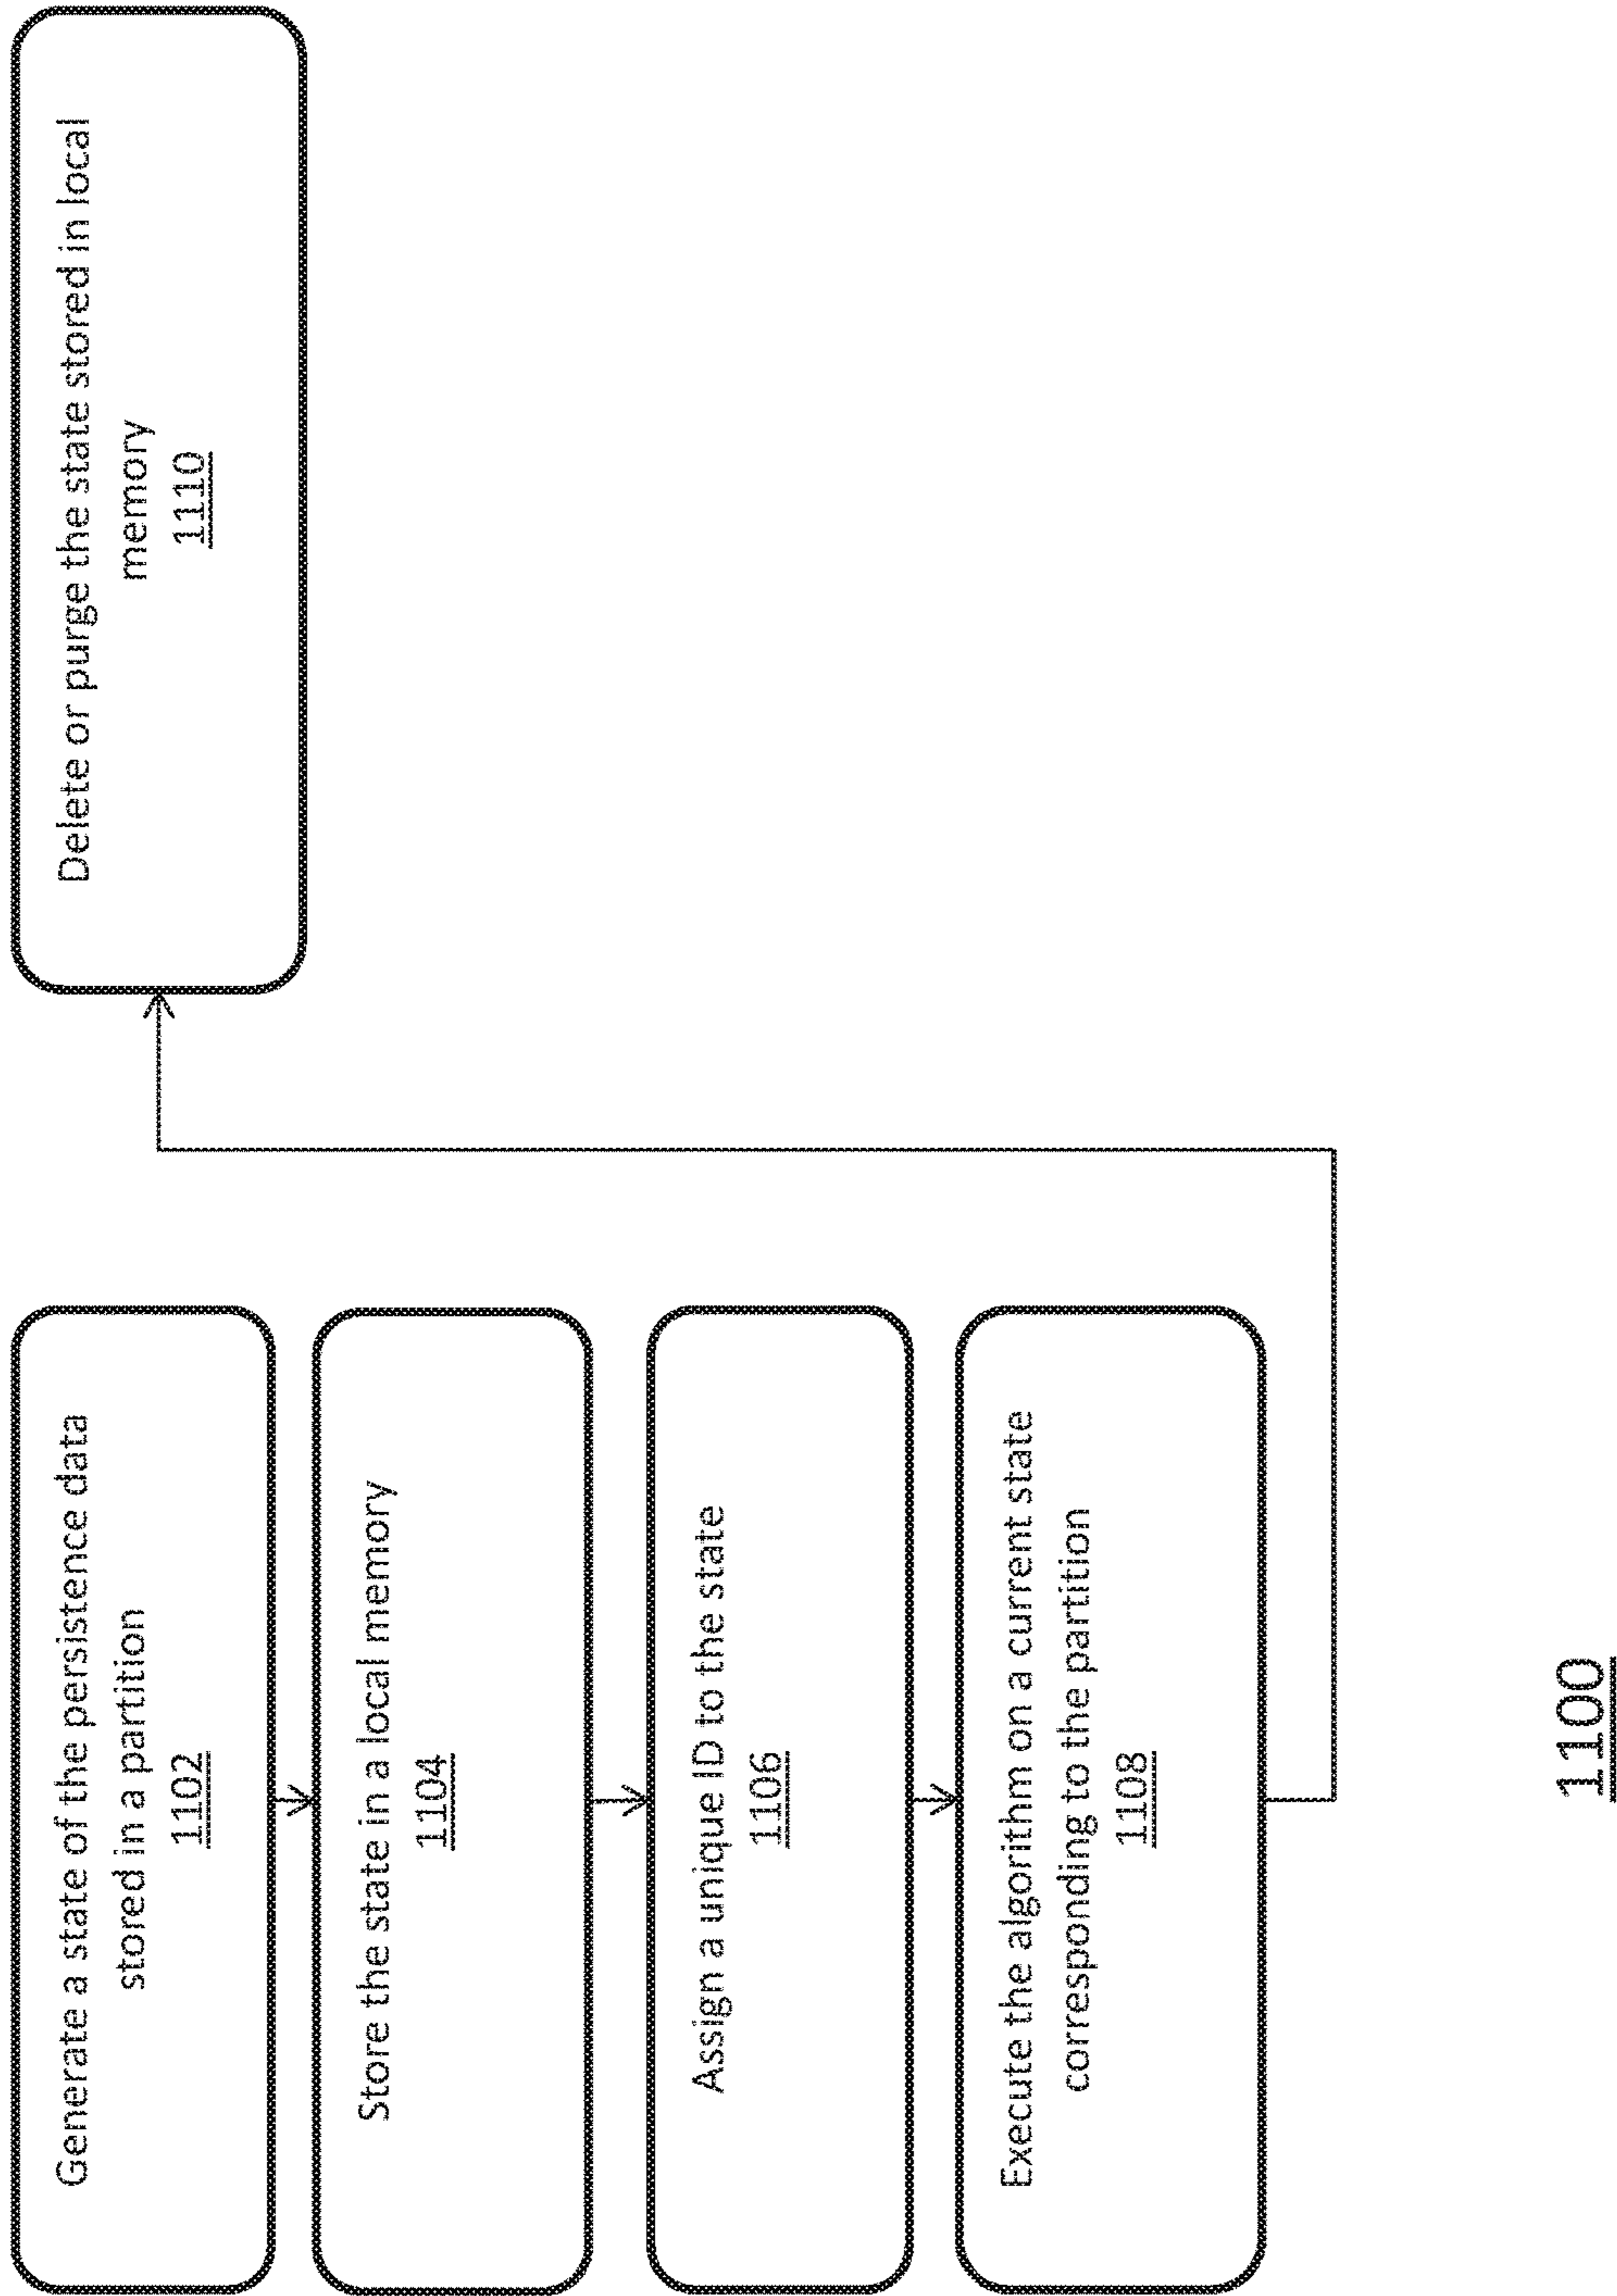 Generate a state of the persistence data
stored in a partition
1102
Store the state in a local memory
1104
Assign a unique ID to the state
1106
Execute the algorithm on a current state
corresponding to the partition
1108
Delete or purge the state stored in local
memory
1110
1100